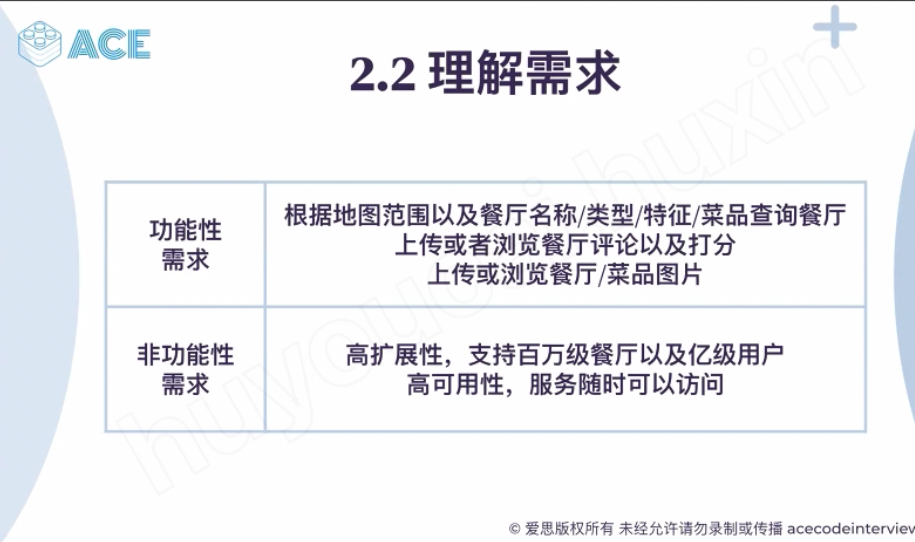 ACE
2.2 理解需求
功能性
需求
根据地图范围以及餐厅名称/类型/特征/菜品查询餐厅
上传或者浏览餐厅评论以及打分
上传或浏览餐厅/菜品图片
非功能性
需求
高扩展性，支持百万级餐厅以及亿级用户
高可用性，服务随时可以访问
© 爱思版权所有 未经允许请勿录制或传播 acecodeinterview